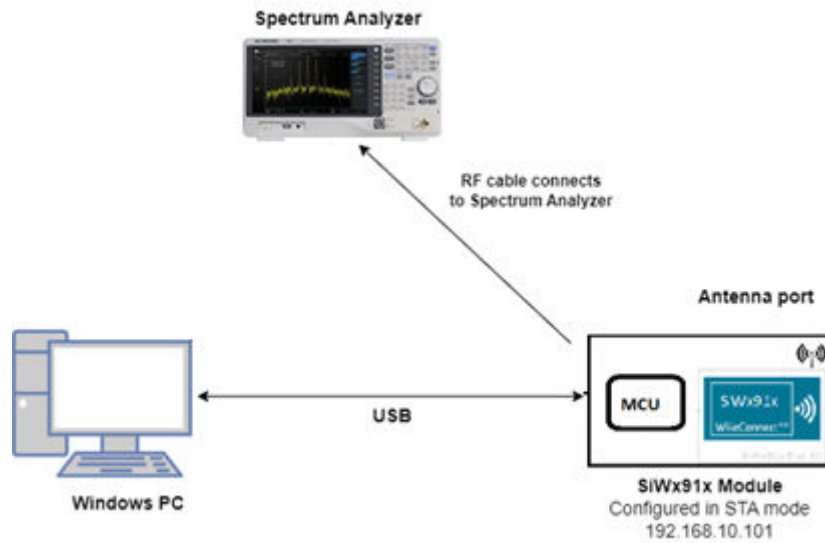 Spectrum Analyzer
RF cable connects
to Spectrum Analyzer
Antenna port
MCU
USB
Windows PC
SiWx91x Module
Configured in STA mode
192.168.10.101